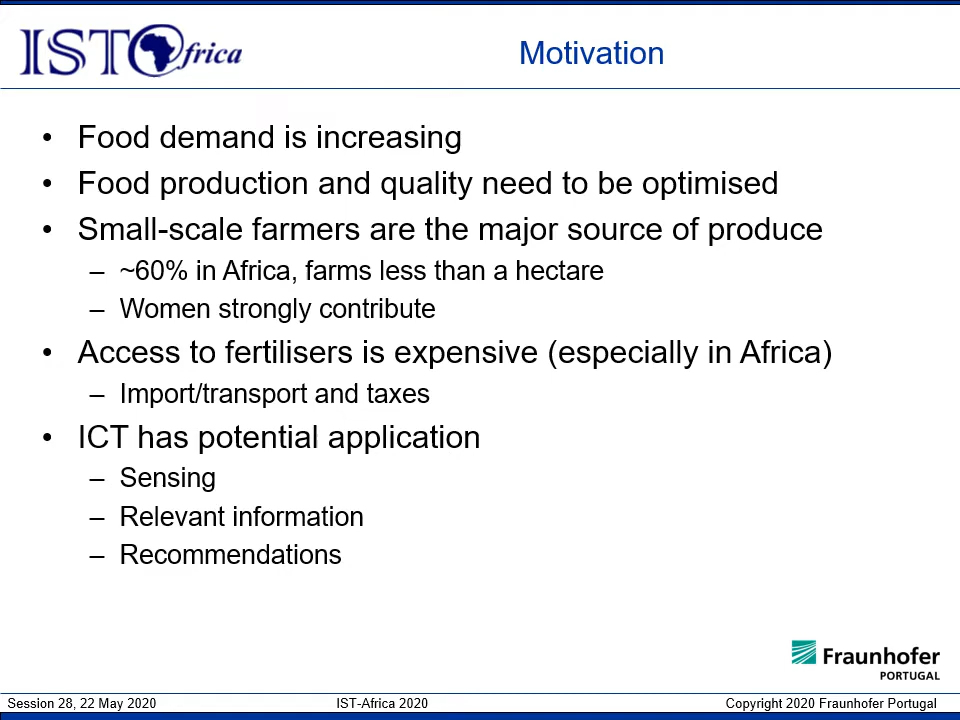 IST Africa
Motivation
• Food demand is increasing
• Food production and quality need to be optimised
• Small-scale farmers are the major source of produce
– ~60% in Africa, farms less than a hectare
– Women strongly contribute
• Access to fertilisers is expensive (especially in Africa)
– Import/transport and taxes
• ICT has potential application
– Sensing
– Relevant information
– Recommendations
Fraunhofer
PORTUGAL
Session 28, 22 May 2020
IST-Africa 2020
Copyright 2020 Fraunhofer Portugal